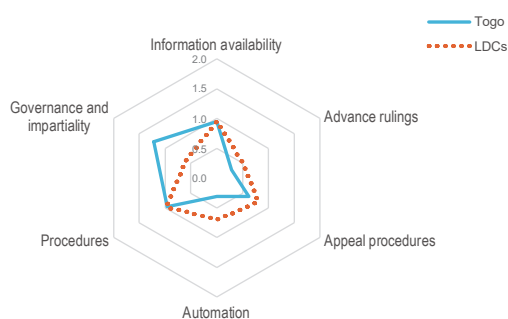 Togo
LDCs
Information availability
2.0
1.5
1.0
0.5
0.0
Governance and
impartiality
Advance rulings
Procedures
Appeal procedures
Automation